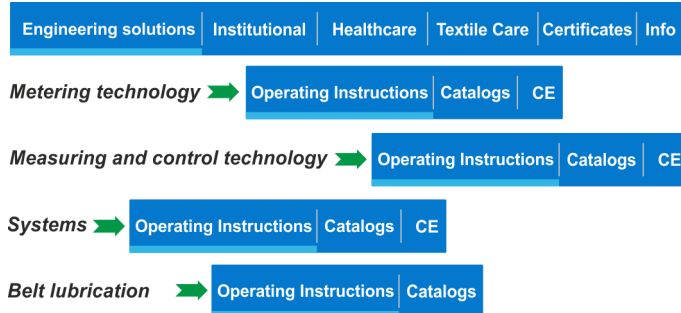 Engineering solutions Institutional Healthcare Textile Care Certificates Info
Metering technology Operating Instructions Catalogs CE
Measuring and control technology Operating Instructions Catalogs CE
Systems Operating Instructions Catalogs CE
Belt lubrication Operating Instructions Catalogs